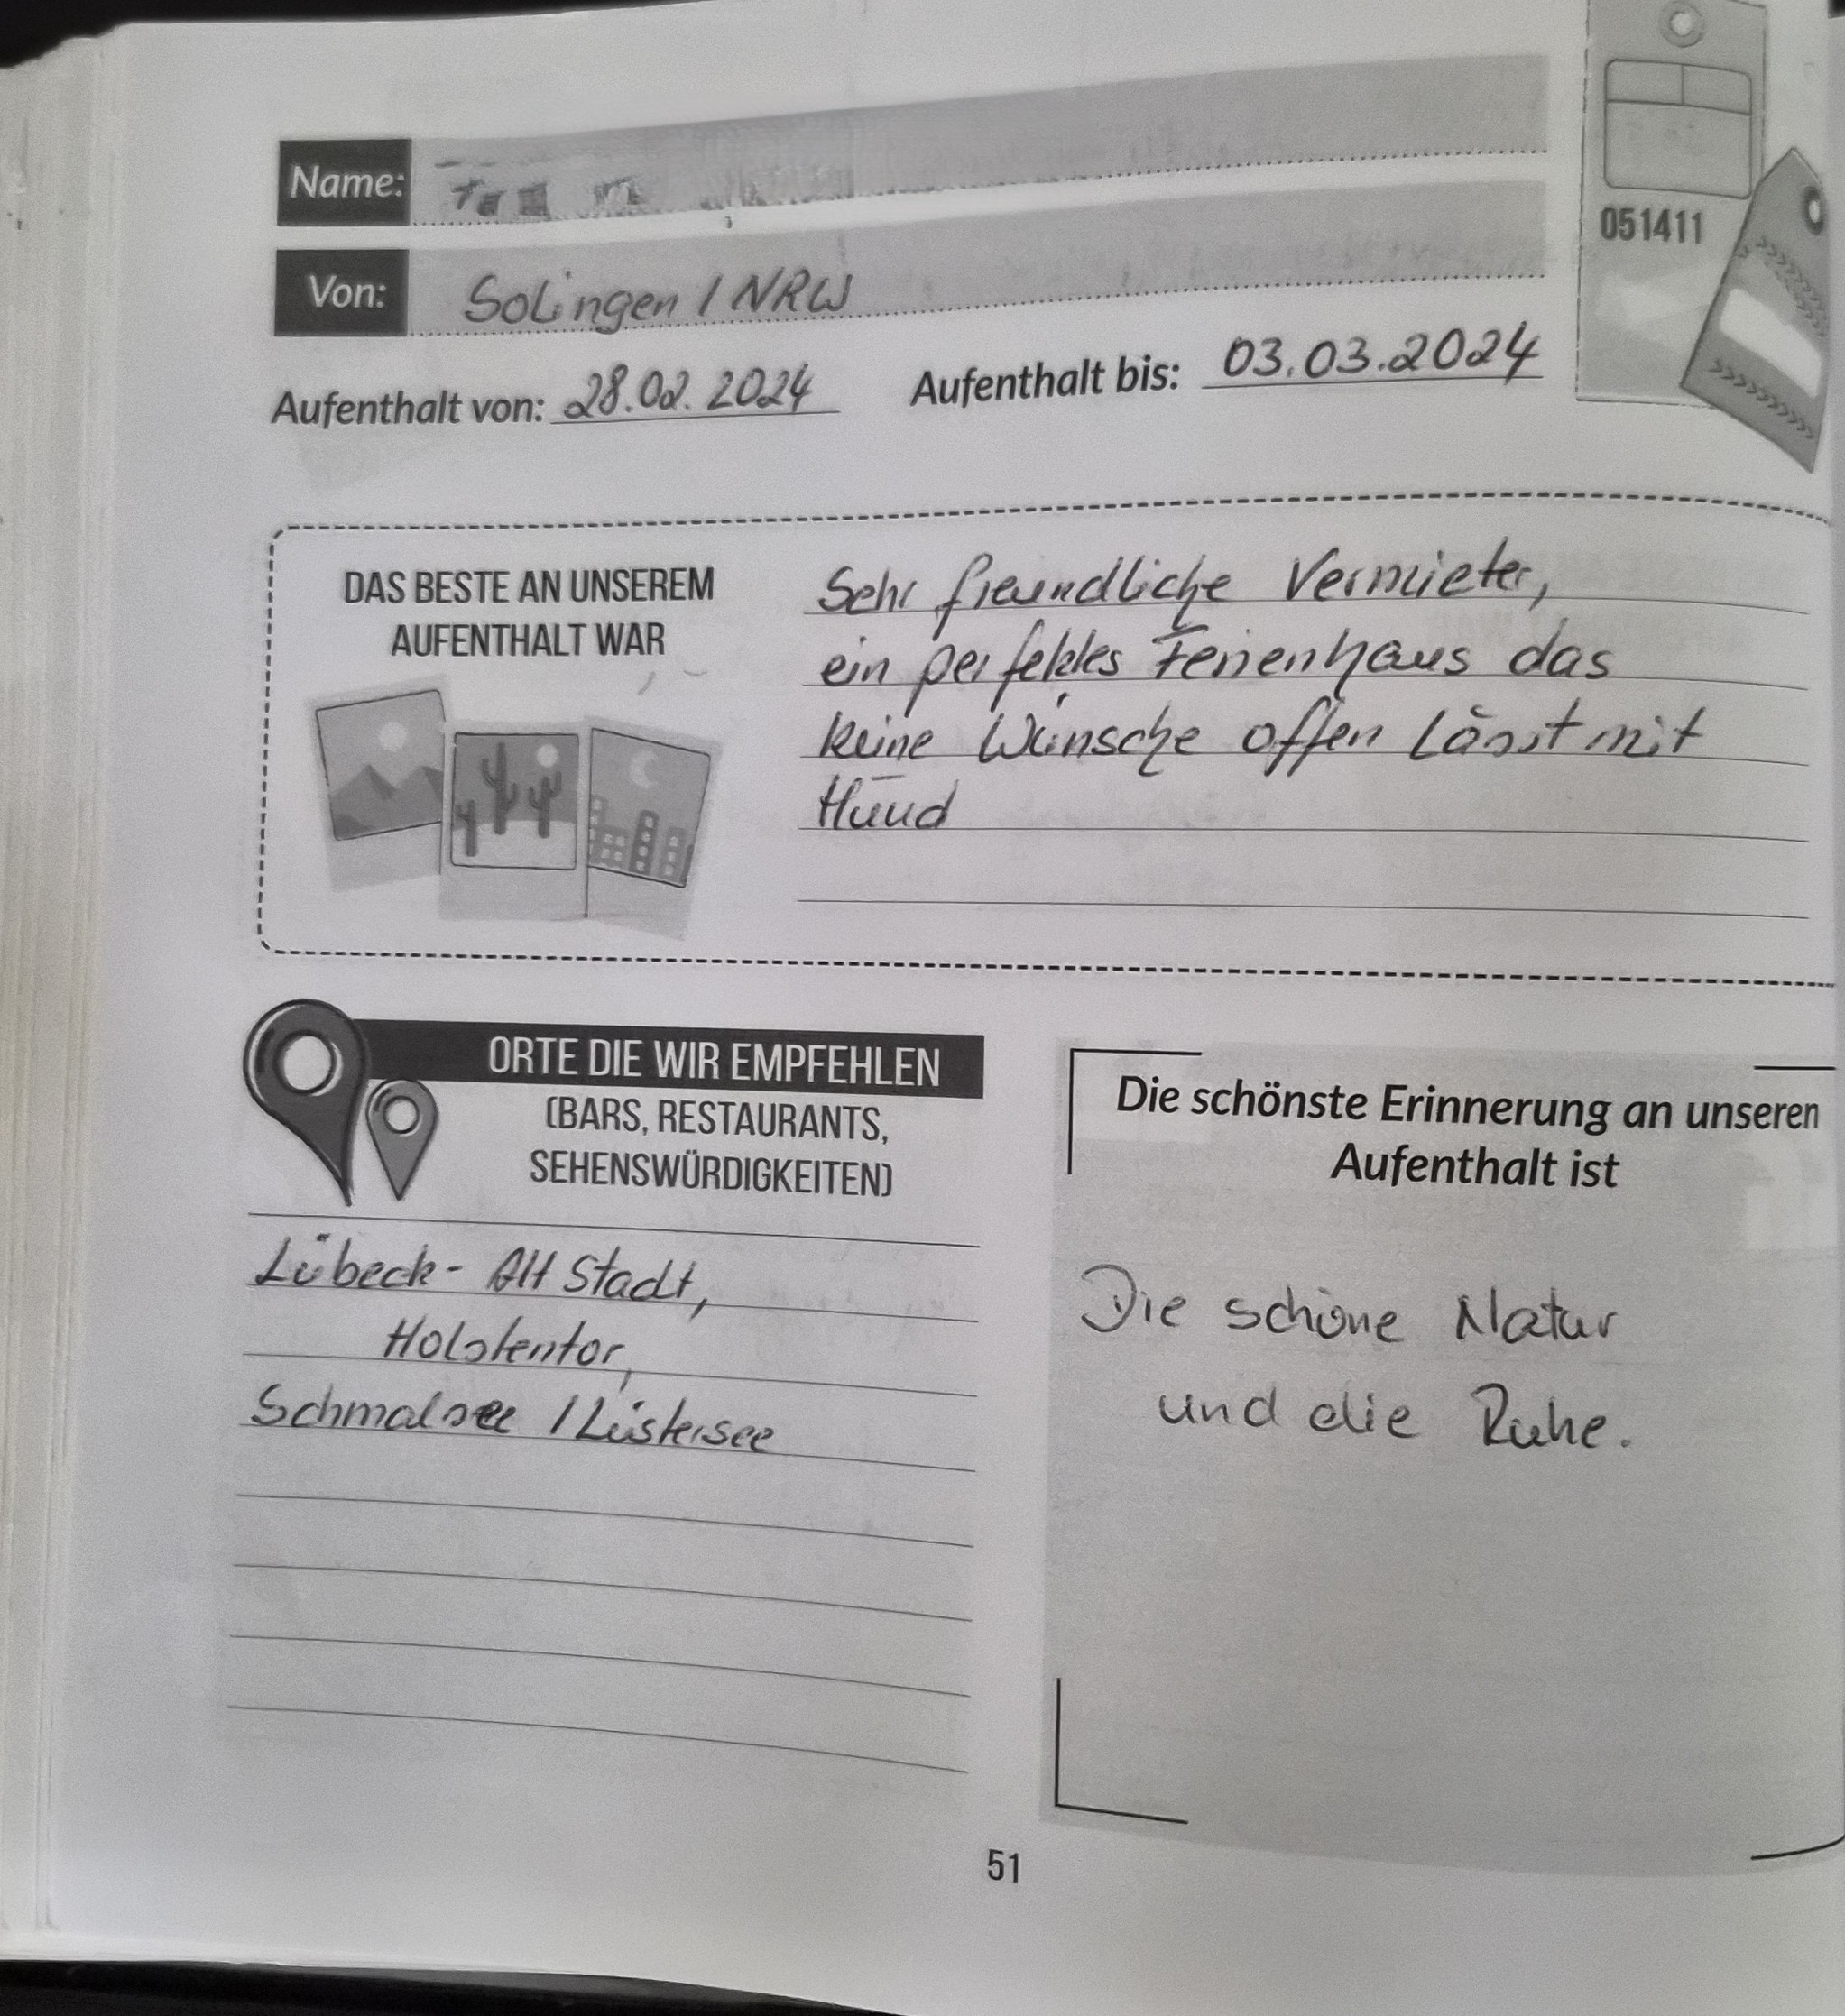 Name:
051411
Von: Solingen / NRW
Aufenthalt von: 28.02.2024 Aufenthalt bis: 03.03.2024
DAS BESTE AN UNSEREM
AUFENTHALT WAR
Sehr freundliche Vermieter,
ein perfektes Ferienhaus das
keine Wünsche offen lässt mit
Hund
ORTE DIE WIR EMPFEHLEN
(BARS, RESTAURANTS,
SEHENSWÜRDIGKEITEN)
Lübeck - Alt Stadt,
Holstentor,
Schmalsee / Lüttersee
Die schönste Erinnerung an unseren
Aufenthalt ist
Die schöne Natur
und die Ruhe.
51